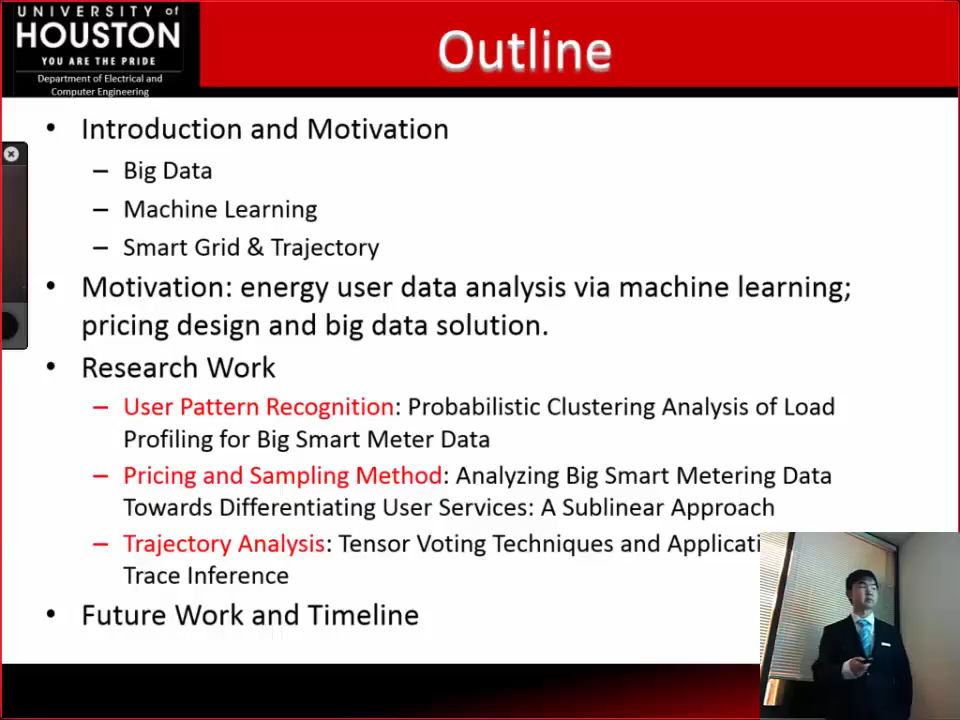 UNIVERSITY of
HOUSTON
YOU ARE THE PRIDE
Department of Electrical and
Computer Engineering
Outline
• Introduction and Motivation
– Big Data
– Machine Learning
– Smart Grid & Trajectory
• Motivation: energy user data analysis via machine learning;
pricing design and big data solution.
• Research Work
– User Pattern Recognition: Probabilistic Clustering Analysis of Load
Profiling for Big Smart Meter Data
– Pricing and Sampling Method: Analyzing Big Smart Metering Data
Towards Differentiating User Services: A Sublinear Approach
– Trajectory Analysis: Tensor Voting Techniques and Applicati
Trace Inference
• Future Work and Timeline